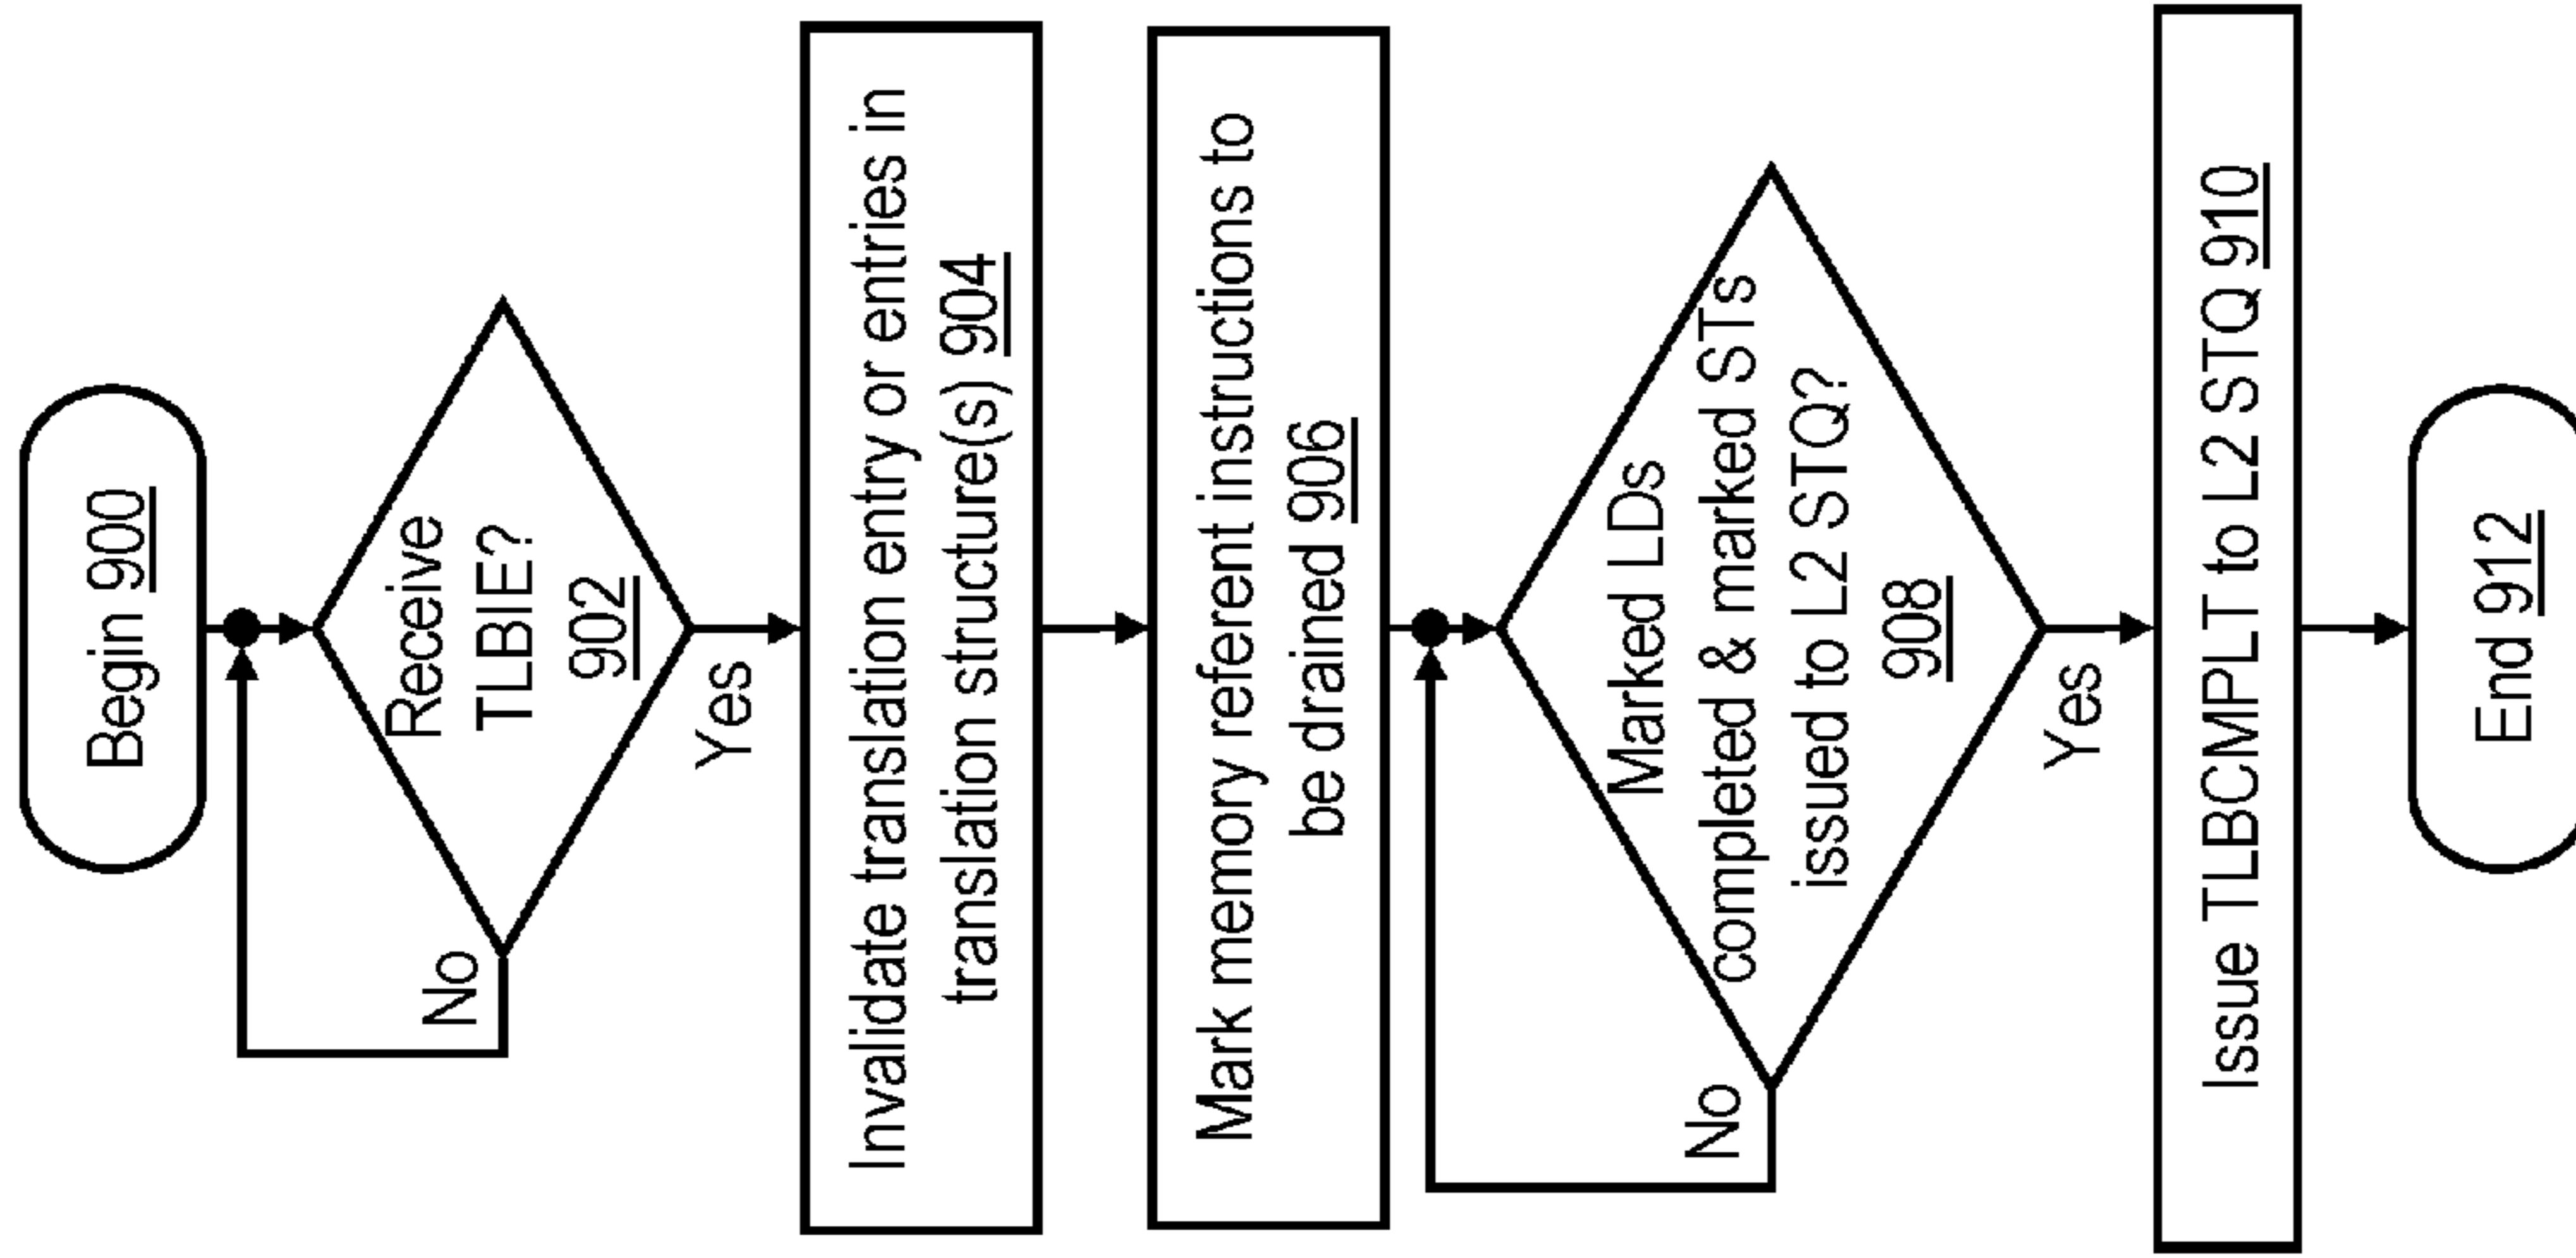 Begin 900
Receive
TLBIE?
902
No
Yes
Invalidate translation entry or entries in
translation structure(s) 904
Mark memory referent instructions to
be drained 906
Marked LDs
completed & marked STs
issued to L2 STQ?
908
No
Yes
Issue TLBCMPLT to L2 STQ 910
End 912